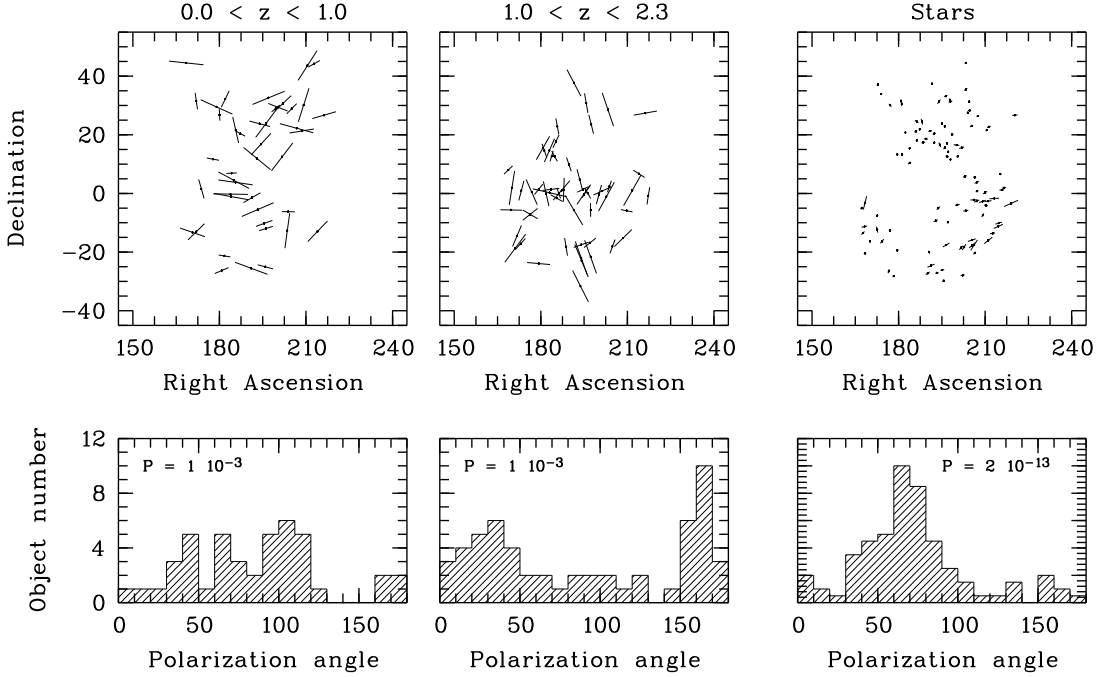 0.0 < z < 1.0
1.0 < z < 2.3
Stars
Declination
40
20
0
−20
−40
150 180 210 240
150 180 210 240
150 180 210 240
Right Ascension
Right Ascension
Right Ascension
Object number
12
8
4
0
P = 1 10⁻³
P = 1 10⁻³
P = 2 10⁻¹³
0 50 100 150
0 50 100 150
0 50 100 150
Polarization angle
Polarization angle
Polarization angle